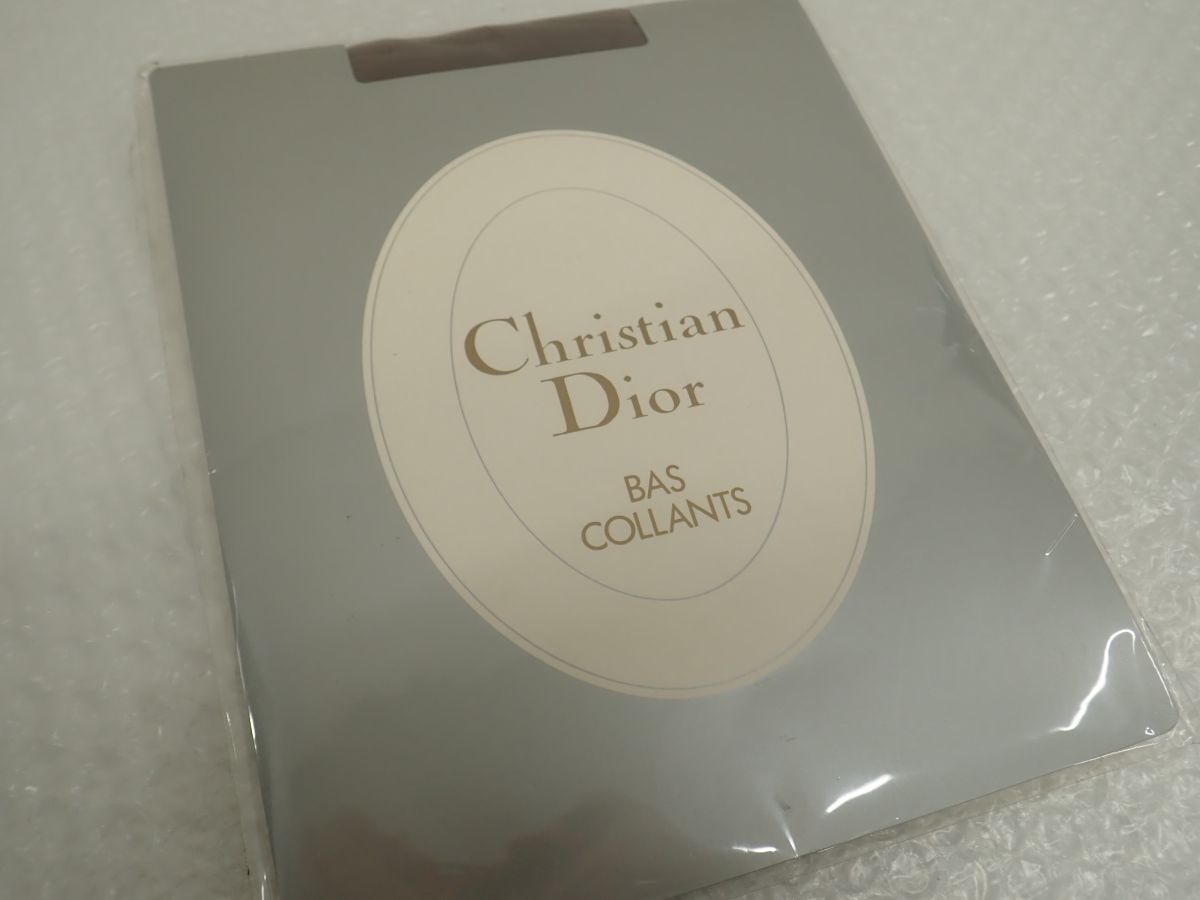 Christian
Dior
BAS
COLLANTS